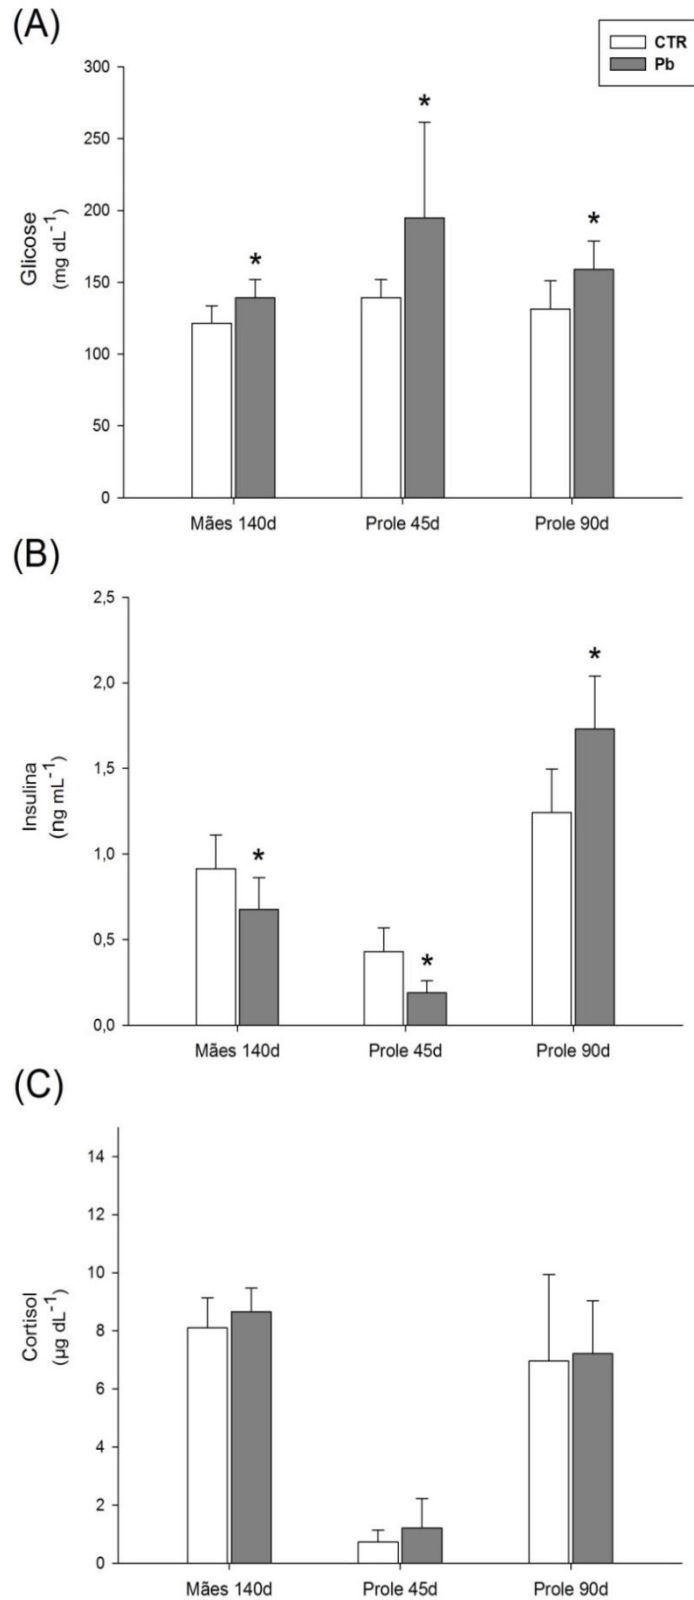 (A)
CTR
Pb
300
250
200
150
100
50
0
Glicose
(mg dL⁻¹)
*
*
*
Mães 140d
Prole 45d
Prole 90d
(B)
2,5
2,0
1,5
1,0
0,5
0,0
Insulina
(ng mL⁻¹)
*
*
*
Mães 140d
Prole 45d
Prole 90d
(C)
14
12
10
8
6
4
2
0
Cortisol
(µg dL⁻¹)
Mães 140d
Prole 45d
Prole 90d